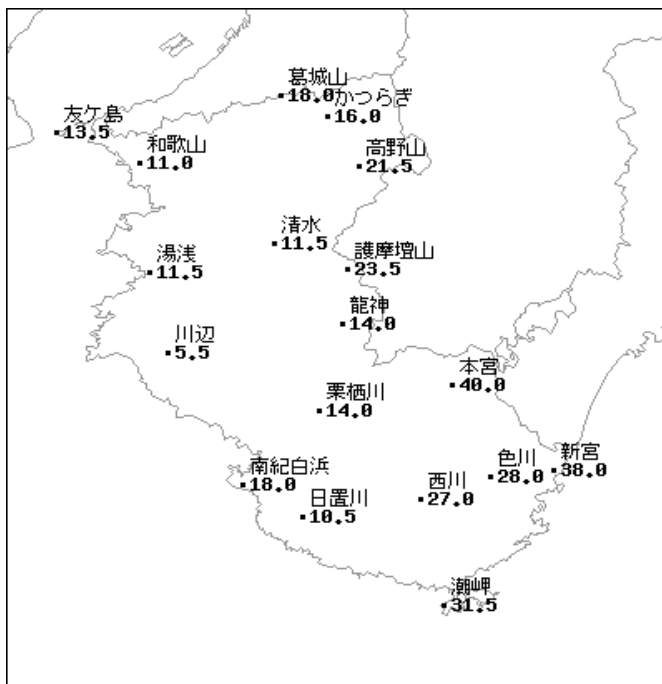 葛城山
18.0
かつらぎ
16.0
友ケ島
13.5
和歌山
11.0
高野山
21.5
清水
11.5
護摩壇山
23.5
湯浅
11.5
龍神
14.0
川辺
5.5
本宮
40.0
栗栖川
14.0
新宮
38.0
色川
28.0
南紀白浜
18.0
西川
27.0
日置川
10.5
潮岬
31.5